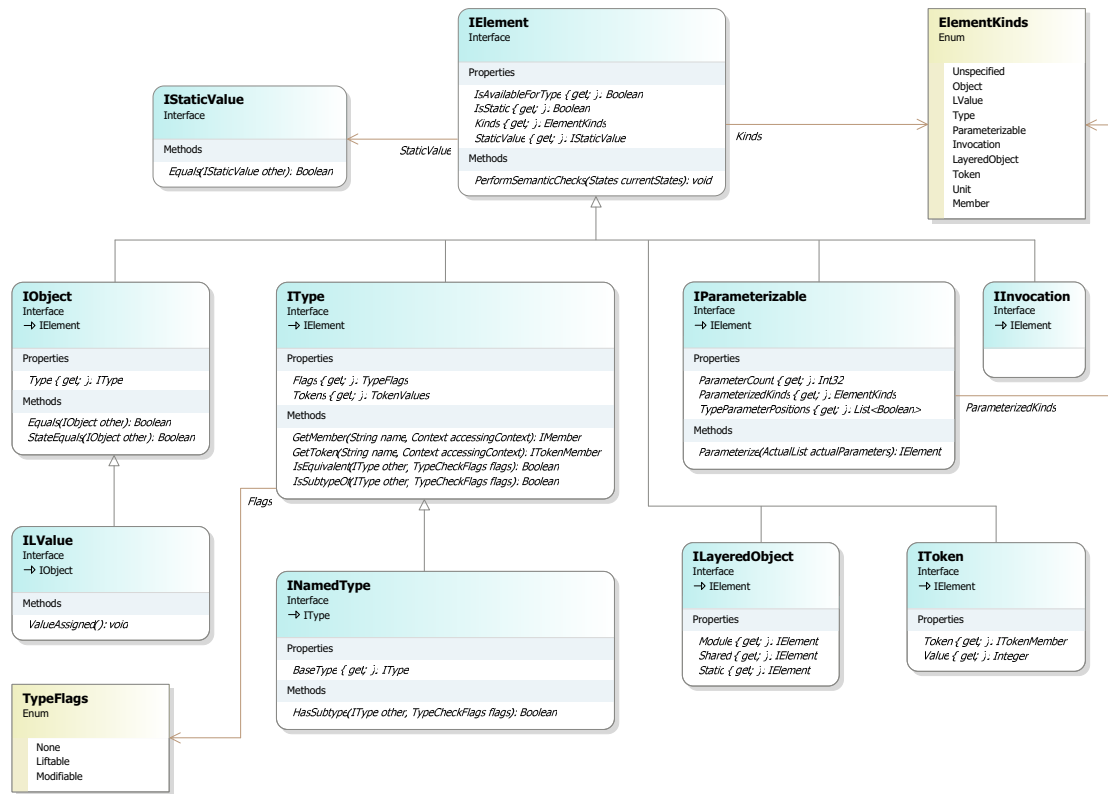 IElement
Interface
Properties
IsAvailableForType { get; }: Boolean
IsStatic { get; }: Boolean
Kinds { get; }: ElementKinds
StaticValue { get; }: IStaticValue
Methods
PerformSemanticChecks(States currentStates): void
ElementKinds
Enum
Unspecified
Object
LValue
Type
Parameterizable
Invocation
LayeredObject
Token
Unit
Member
IStaticValue
Interface
Methods
Equals(IStaticValue other): Boolean
StaticValue
Kinds
IObject
Interface
IElement
Properties
Type { get; }: IType
Methods
Equals(IObject other): Boolean
StateEquals(IObject other): Boolean
IType
Interface
IElement
Properties
Flags { get; }: TypeFlags
Tokens { get; }: TokenValues
Methods
GetMember(String name, Context accessingContext): IMember
GetToken(String name, Context accessingContext): ITokenMember
IsEquivalent(IType other, TypeCheckFlags flags): Boolean
IsSubtypeOf(IType other, TypeCheckFlags flags): Boolean
IParameterizable
Interface
IElement
Properties
ParameterCount { get; }: Int32
ParameterizedKinds { get; }: ElementKinds
TypeParameterPositions { get; }: List<Boolean>
Methods
Parameterize(ActualList actualParameters): IElement
IInvocation
Interface
IElement
ParameterizedKinds
Flags
ILValue
Interface
IObject
Methods
ValueAssigned(): void
INamedType
Interface
IType
Properties
BaseType { get; }: IType
Methods
HasSubtype(IType other, TypeCheckFlags flags): Boolean
ILayeredObject
Interface
IElement
Properties
Module { get; }: IElement
Shared { get; }: IElement
Static { get; }: IElement
IToken
Interface
IElement
Properties
Token { get; }: ITokenMember
Value { get; }: Integer
TypeFlags
Enum
None
Liftable
Modifiable